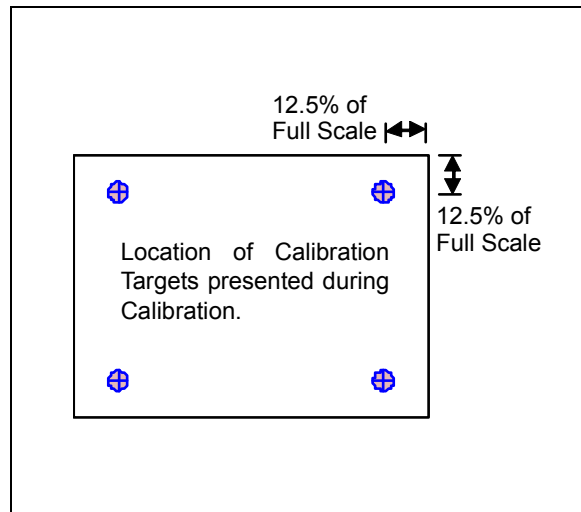 12.5% of
Full Scale
12.5% of
Full Scale
Location of Calibration
Targets presented during
Calibration.